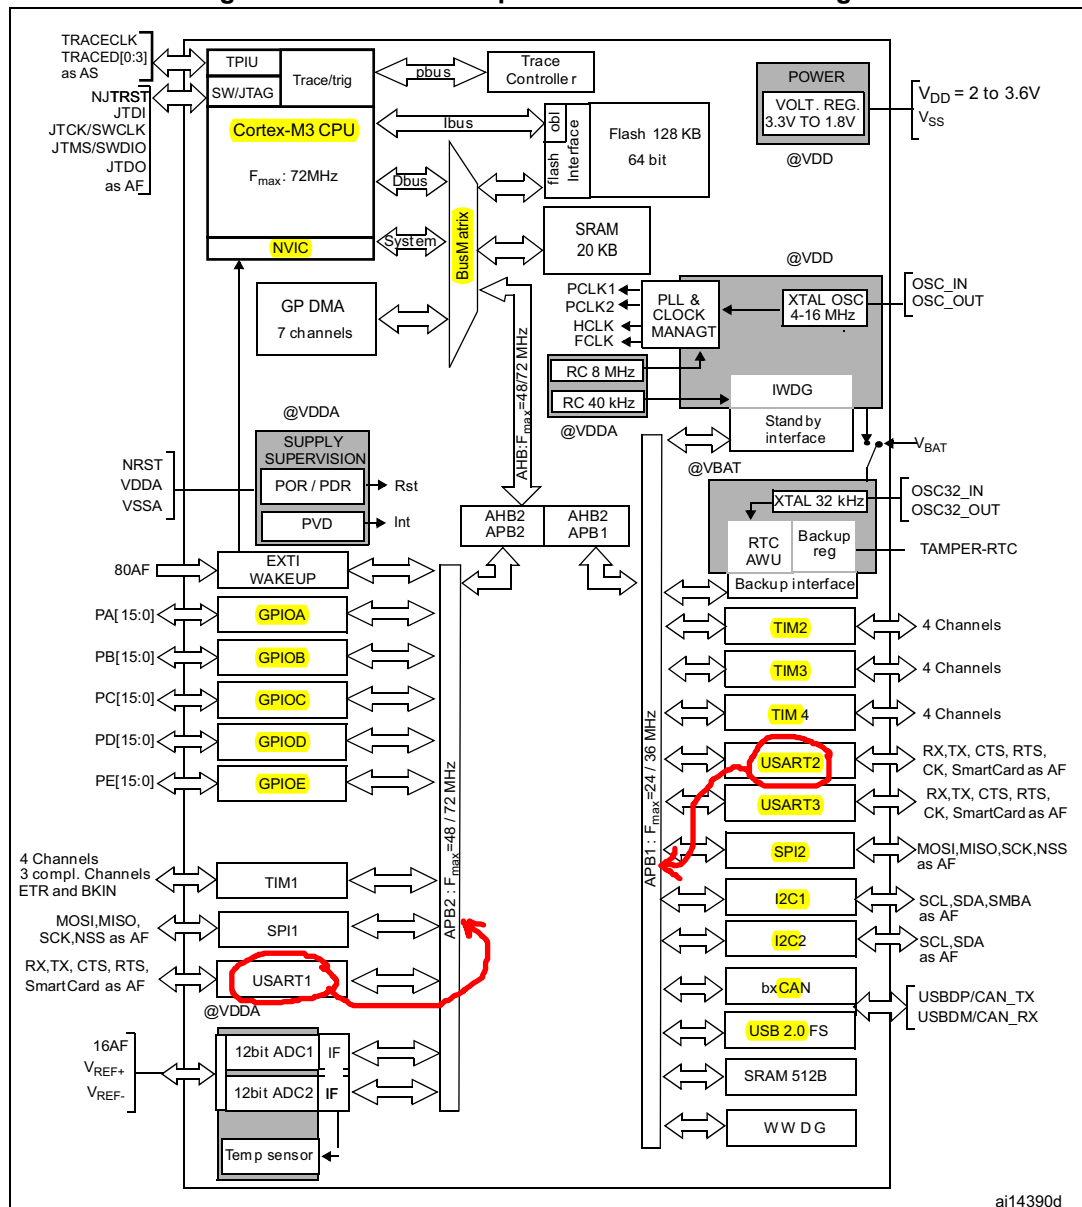 TRACECLK
TRACED[0:3]
as AS
TPIU
SW/JTAG
Trace/trig
pbus
Trace
Controller
NJTRST
JTDI
JTCK/SWCLK
JTMS/SWDIO
JTDO
as AF
Cortex-M3 CPU
Fmax: 72MHz
NVIC
Ibus
Dbus
System
BusMatrix
obl
flash
Interface
Flash 128 KB
64 bit
SRAM
20 KB
POWER
VOLT. REG.
3.3V TO 1.8V
@VDD
VDD = 2 to 3.6V
VSS
GP DMA
7 channels
AHB:Fmax=48/72 MHz
@VDD
PCLK1
PCLK2
HCLK
FCLK
PLL &
CLOCK
MANAGT
XTAL OSC
4-16 MHz
OSC_IN
OSC_OUT
RC 8 MHz
RC 40 kHz
@VDDA
IWDG
Standby
interface
VBAT
@VBAT
@VDDA
SUPPLY
SUPERVISION
NRST
VDDA
VSSA
POR / PDR
Rst
PVD
Int
AHB2
APB2
AHB2
APB1
XTAL 32 kHz
OSC32_IN
OSC32_OUT
RTC
AWU
Backup
reg
TAMPER-RTC
Backup interface
80AF
EXTI
WAKEUP
PA[15:0]
GPIOA
PB[15:0]
GPIOB
PC[15:0]
GPIOC
PD[15:0]
GPIOD
PE[15:0]
GPIOE
APB2 : Fmax=48 / 72 MHz
APB1 : Fmax=24 / 36 MHz
TIM2
4 Channels
TIM3
4 Channels
TIM 4
4 Channels
USART2
RX,TX, CTS, RTS,
CK, SmartCard as AF
USART3
RX,TX, CTS, RTS,
CK, SmartCard as AF
SPI2
MOSI,MISO,SCK,NSS
as AF
I2C1
SCL,SDA,SMBA
as AF
I2C2
SCL,SDA
as AF
bxCAN
USBDP/CAN_TX
USBDM/CAN_RX
USB 2.0 FS
SRAM 512B
WWDG
4 Channels
3 compl. Channels
ETR and BKIN
TIM1
MOSI,MISO,
SCK,NSS as AF
SPI1
RX,TX, CTS, RTS,
SmartCard as AF
USART1
@VDDA
16AF
VREF+
VREF-
12bit ADC1
IF
12bit ADC2
IF
Temp sensor
ai14390d